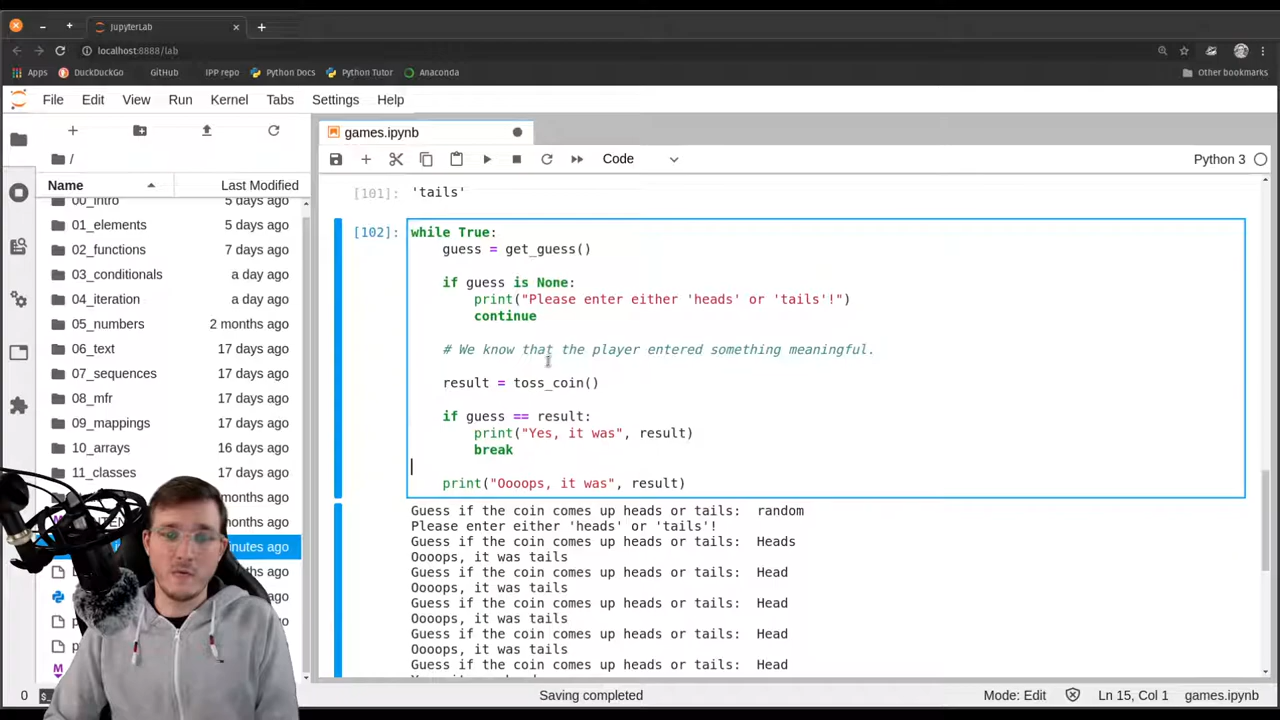 JupyterLab
localhost:8888/lab
Apps DuckDuckGo GitHub IPP repo Python Docs Python Tutor Anaconda Other bookmarks
File Edit View Run Kernel Tabs Settings Help
games.ipynb
/
Code Python 3
Name Last Modified
00_intro 5 days ago
01_elements 5 days ago
02_functions 7 days ago
03_conditionals a day ago
04_iteration a day ago
05_numbers 2 months ago
06_text 17 days ago
07_sequences 17 days ago
08_mfr 17 days ago
09_mappings 17 days ago
10_arrays 16 days ago
11_classes 17 days ago
months ago
months ago
minutes ago
ago
ago
ago
ago
[101]: 'tails'
[102]: while True:
guess = get_guess()
if guess is None:
print("Please enter either 'heads' or 'tails'!")
continue
# We know that the player entered something meaningful.
result = toss_coin()
if guess == result:
print("Yes, it was", result)
break
print("Oooops, it was", result)
Guess if the coin comes up heads or tails: random
Please enter either 'heads' or 'tails'!
Guess if the coin comes up heads or tails: Heads
Oooops, it was tails
Guess if the coin comes up heads or tails: Head
Oooops, it was tails
Guess if the coin comes up heads or tails: Head
Oooops, it was tails
Guess if the coin comes up heads or tails: Head
Oooops, it was tails
Guess if the coin comes up heads or tails: Head
0 Saving completed Mode: Edit Ln 15, Col 1 games.ipynb